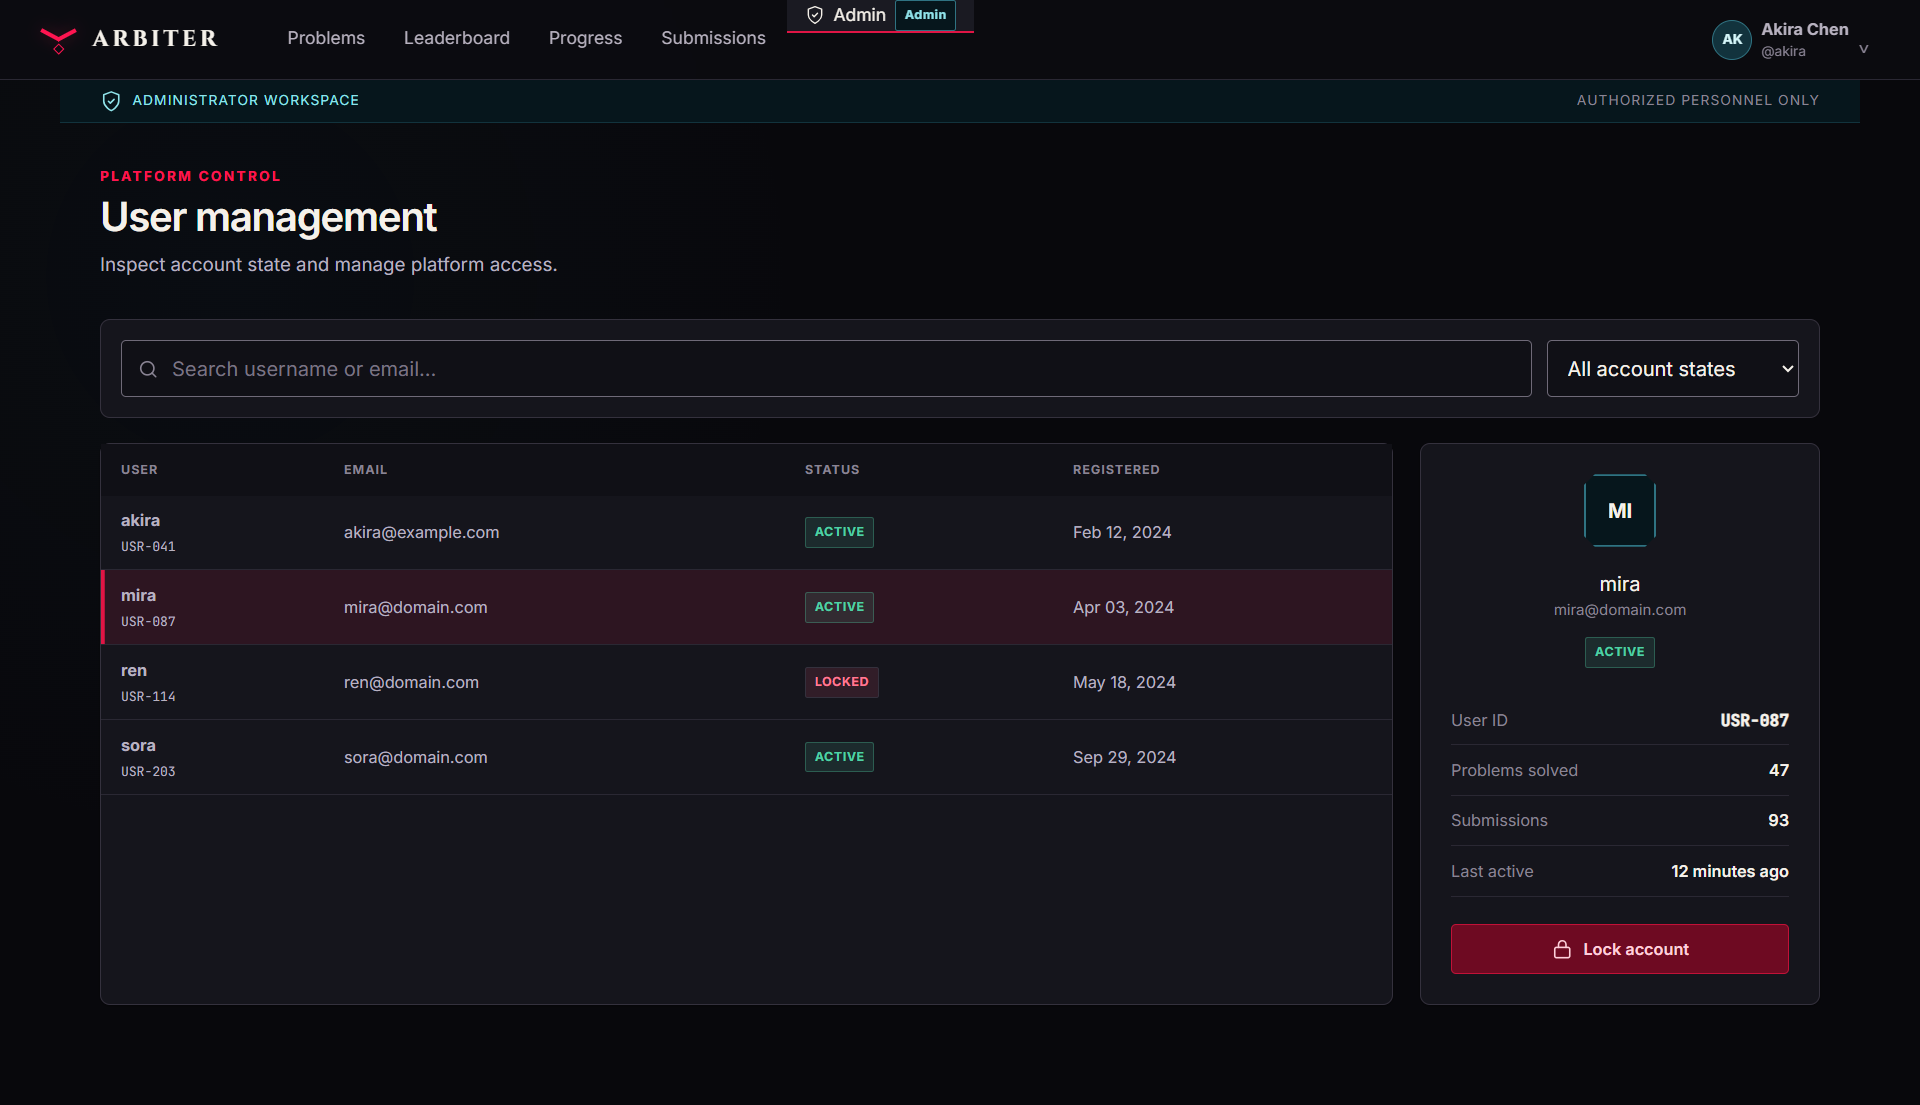 ARBITER
Problems
Leaderboard
Progress
Submissions
Admin Admin
AK
Akira Chen
@akira
ADMINISTRATOR WORKSPACE
AUTHORIZED PERSONNEL ONLY
PLATFORM CONTROL
User management
Inspect account state and manage platform access.
Search username or email...
All account states
USER EMAIL STATUS REGISTERED
akira
USR-041
akira@example.com
ACTIVE
Feb 12, 2024
mira
USR-087
mira@domain.com
ACTIVE
Apr 03, 2024
ren
USR-114
ren@domain.com
LOCKED
May 18, 2024
sora
USR-203
sora@domain.com
ACTIVE
Sep 29, 2024
MI
mira
mira@domain.com
ACTIVE
User ID USR-087
Problems solved 47
Submissions 93
Last active 12 minutes ago
Lock account